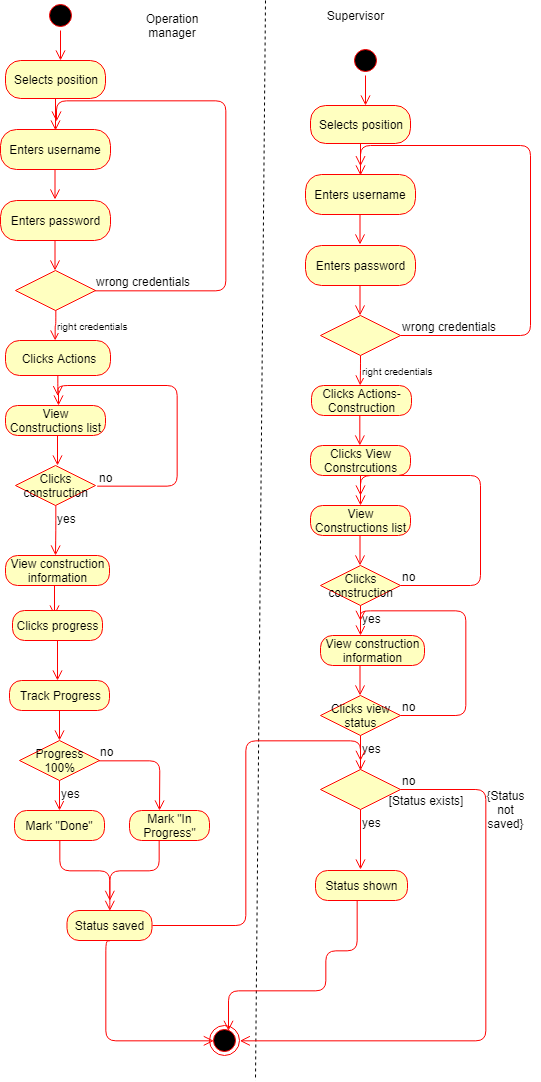 Operation
manager
Selects position
Enters username
Enters password
wrong credentials
right credentials
Clicks Actions
View
Constructions list
Clicks
construction
no
yes
View construction
information
Clicks progress
Track Progress
Progress
100%
no
yes
Mark "Done"
Mark "In
Progress"
Status saved
Supervisor
Selects position
Enters username
Enters password
wrong credentials
right credentials
Clicks Actions-
Construction
Clicks View
Constrcutions
View
Constructions list
Clicks
construction
no
yes
View construction
information
Clicks view
status
no
yes
no
[Status exists]
{Status
not
saved}
yes
Status shown